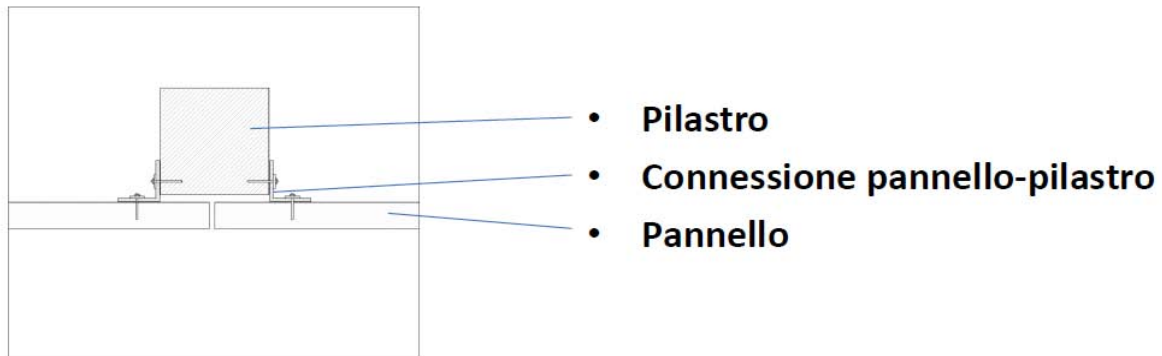 • Pilastro
• Connessione pannello-pilastro
• Pannello